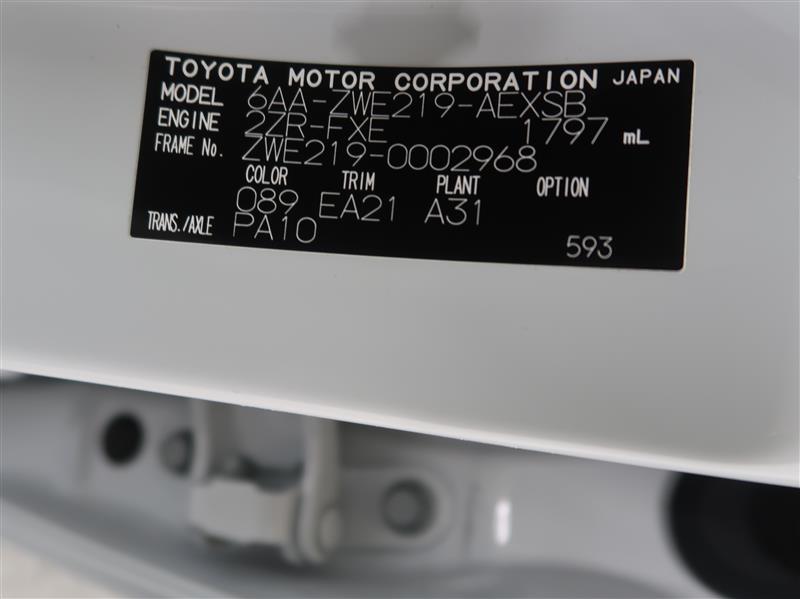 TOYOTA MOTOR CORPORATION JAPAN
MODEL 6AA-ZWE219-AEXSB
ENGINE 2ZR-FXE 1797 mL
FRAME No. ZWE219-0002968
COLOR TRIM PLANT OPTION
089 EA21 A31
TRANS./AXLE PA10
593